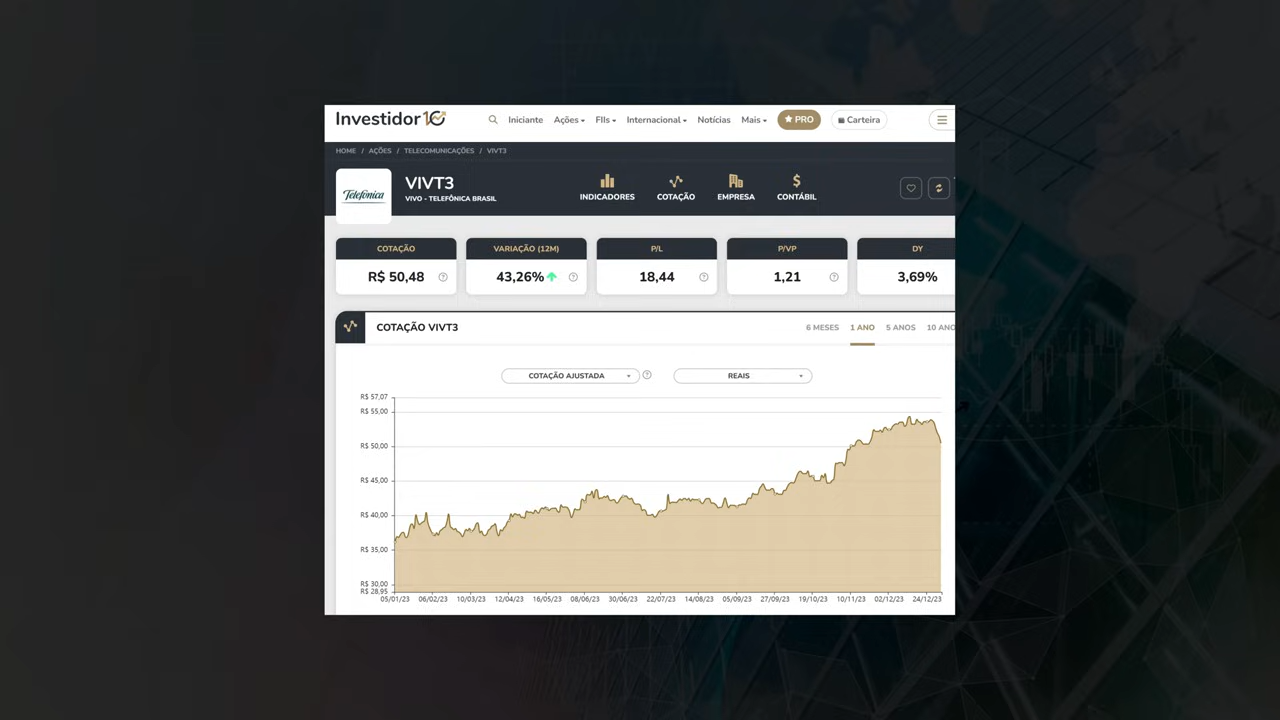 Investidor10
Iniciante Ações FIIs Internacional Notícias Mais PRO Carteira
HOME / AÇÕES / TELECOMUNICAÇÕES / VIVT3
Telefónica
VIVT3
VIVO - TELEFÔNICA BRASIL
INDICADORES COTAÇÃO EMPRESA CONTÁBIL
COTAÇÃO VARIAÇÃO (12M) P/L P/VP DY
R$ 50,48 43,26% 18,44 1,21 3,69%
COTAÇÃO VIVT3
6 MESES 1 ANO 5 ANOS 10 ANO
COTAÇÃO AJUSTADA REAIS
R$ 57,07
R$ 55,00
R$ 50,00
R$ 45,00
R$ 40,00
R$ 35,00
R$ 30,00
R$ 28,95
05/01/23 06/02/23 10/03/23 12/04/23 16/05/23 08/06/23 30/06/23 22/07/23 14/08/23 05/09/23 27/09/23 19/10/23 10/11/23 02/12/23 24/12/23